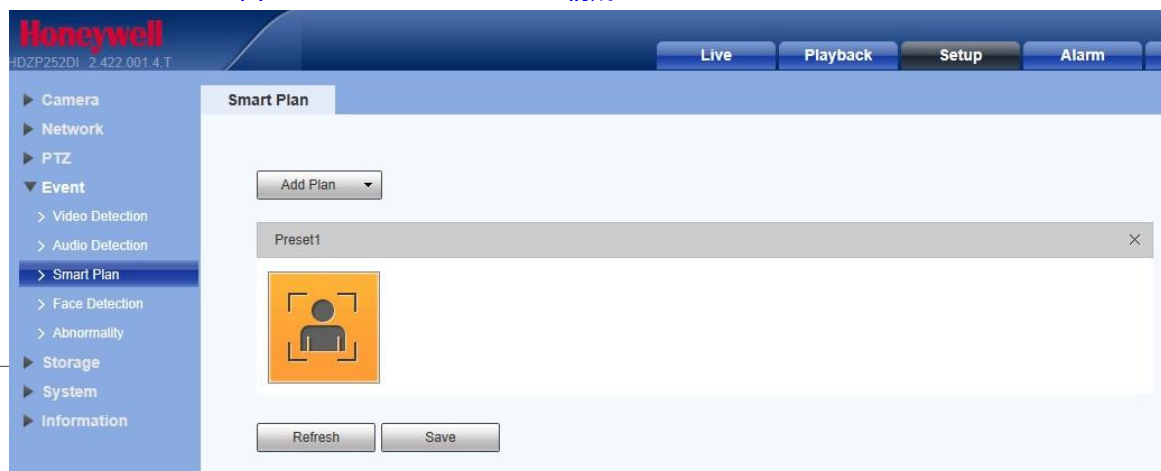 Honeywell
HDZP252DI 2.422.001.4.T
Live
Playback
Setup
Alarm
Camera
Network
PTZ
Event
Video Detection
Audio Detection
Smart Plan
Face Detection
Abnormality
Storage
System
Information
Smart Plan
Add Plan
Preset1
Refresh
Save